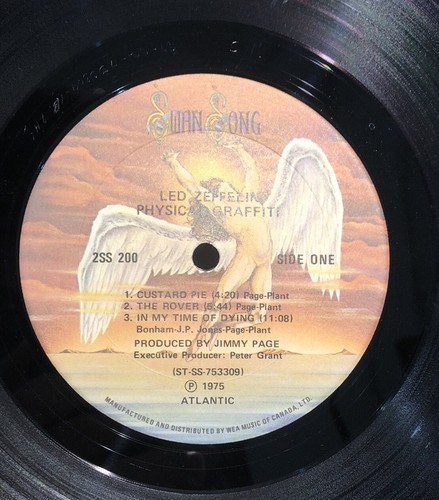 SWAN SONG
LED ZEPPELIN
PHYSICAL GRAFFITI
2SS 200
SIDE ONE
1. CUSTARD PIE (4:20) Page-Plant
2. THE ROVER (5:44) Page-Plant
3. IN MY TIME OF DYING (11:08)
Bonham-J.P. Jones-Page-Plant
PRODUCED BY JIMMY PAGE
Executive Producer: Peter Grant
(ST-SS-753309)
Ⓟ 1975
ATLANTIC
MANUFACTURED AND DISTRIBUTED BY WEA MUSIC OF CANADA, LTD.